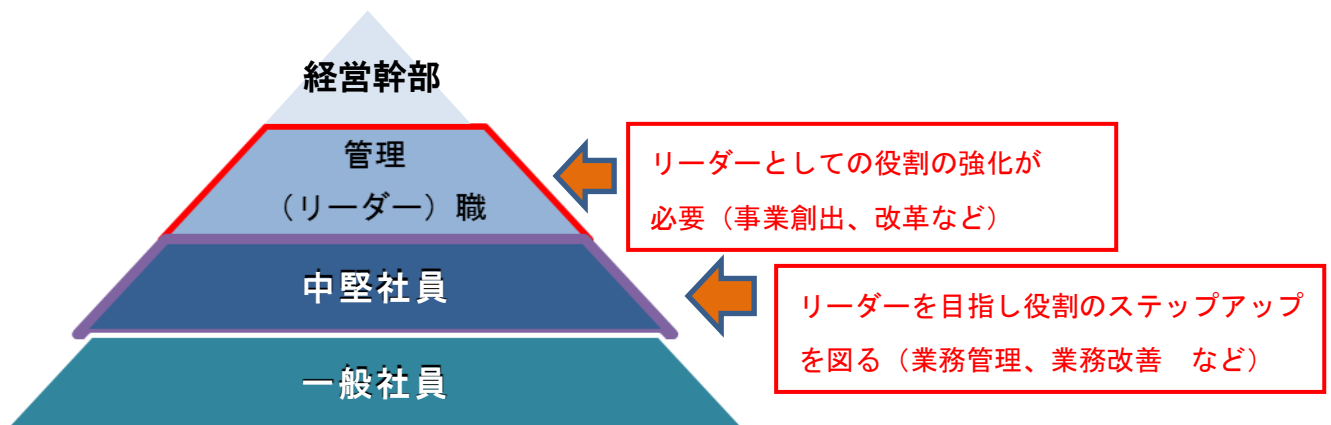 経営幹部
管理
（リーダー）職
リーダーとしての役割の強化が
必要（事業創出、改革など）
中堅社員
リーダーを目指し役割のステップアップ
を図る（業務管理、業務改善　など）
一般社員